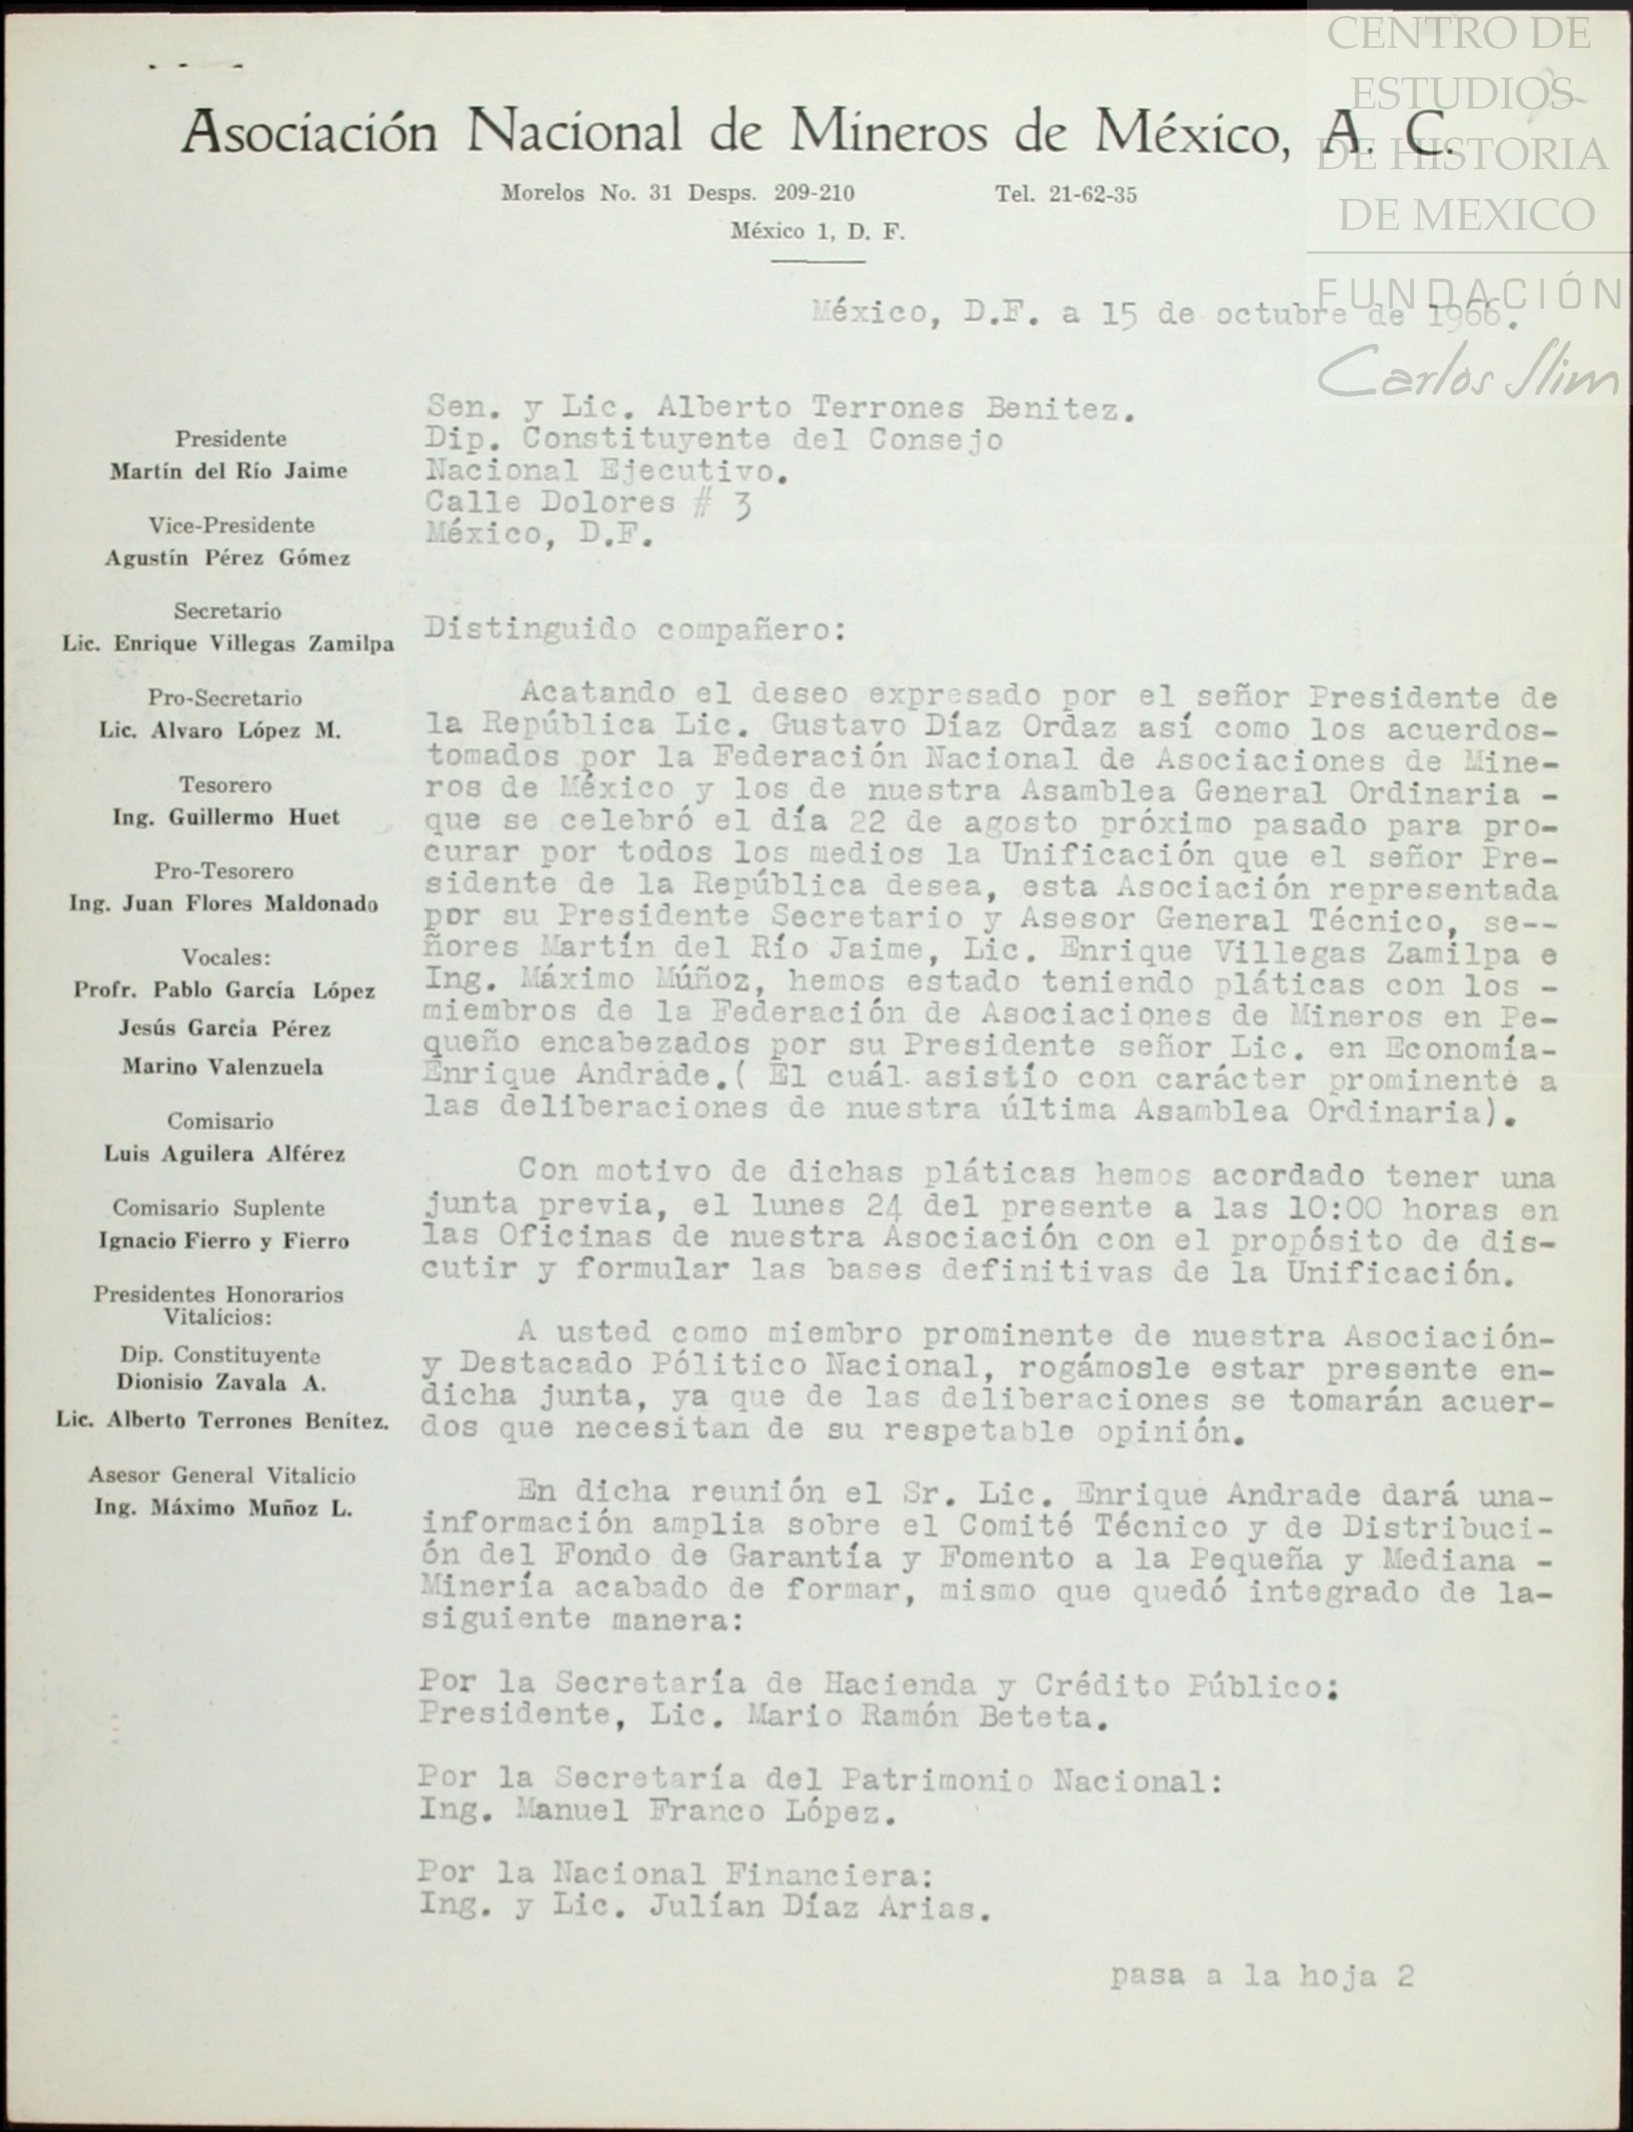 CENTRO DE
ESTUDIOS
DE HISTORIA
DE MEXICO
FUNDACIÓN
Carlos Slim
Asociación Nacional de Mineros de México, A. C.
Morelos No. 31 Desps. 209-210 Tel. 21-62-35
México 1, D. F.
México, D.F. a 15 de octubre de 1966.
Presidente
Martín del Río Jaime
Vice-Presidente
Agustín Pérez Gómez
Secretario
Lic. Enrique Villegas Zamilpa
Pro-Secretario
Lic. Alvaro López M.
Tesorero
Ing. Guillermo Huet
Pro-Tesorero
Ing. Juan Flores Maldonado
Vocales:
Profr. Pablo García López
Jesús García Pérez
Marino Valenzuela
Comisario
Luis Aguilera Alférez
Comisario Suplente
Ignacio Fierro y Fierro
Presidentes Honorarios
Vitalicios:
Dip. Constituyente
Dionisio Zavala A.
Lic. Alberto Terrones Benítez.
Asesor General Vitalicio
Ing. Máximo Muñoz L.
Sen. y Lic. Alberto Terrones Benitez.
Dip. Constituyente del Consejo
Nacional Ejecutivo.
Calle Dolores # 3
México, D.F.
Distinguido compañero:
Acatando el deseo expresado por el señor Presidente de
la República Lic. Gustavo Díaz Ordaz así como los acuerdos-
tomados por la Federación Nacional de Asociaciones de Mine-
ros de México y los de nuestra Asamblea General Ordinaria -
que se celebró el día 22 de agosto próximo pasado para pro-
curar por todos los medios la Unificación que el señor Pre-
sidente de la República desea, esta Asociación representada
por su Presidente Secretario y Asesor General Técnico, se--
ñores Martín del Río Jaime, Lic. Enrique Villegas Zamilpa e
Ing. Máximo Múñoz, hemos estado teniendo pláticas con los -
miembros de la Federación de Asociaciones de Mineros en Pe-
queño encabezados por su Presidente señor Lic. en Economía-
Enrique Andrade.( El cuál asistío con carácter prominente a
las deliberaciones de nuestra última Asamblea Ordinaria).
Con motivo de dichas pláticas hemos acordado tener una
junta previa, el lunes 24 del presente a las 10:00 horas en
las Oficinas de nuestra Asociación con el propósito de dis-
cutir y formular las bases definitivas de la Unificación.
A usted como miembro prominente de nuestra Asociación-
y Destacado Pólitico Nacional, rogámosle estar presente en-
dicha junta, ya que de las deliberaciones se tomarán acuer-
dos que necesitan de su respetable opinión.
En dicha reunión el Sr. Lic. Enrique Andrade dará una-
información amplia sobre el Comité Técnico y de Distribuci-
ón del Fondo de Garantía y Fomento a la Pequeña y Mediana -
Minería acabado de formar, mismo que quedó integrado de la-
siguiente manera:
Por la Secretaría de Hacienda y Crédito Público:
Presidente, Lic. Mario Ramón Beteta.
Por la Secretaría del Patrimonio Nacional:
Ing. Manuel Franco López.
Por la Nacional Financiera:
Ing. y Lic. Julían Díaz Arias.
pasa a la hoja 2